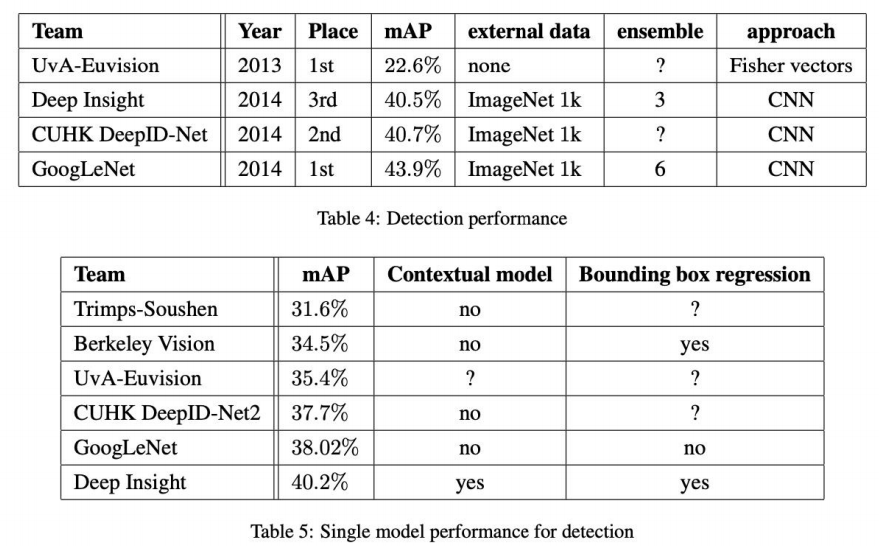 Team Year Place mAP external data ensemble approach
UvA-Euvision 2013 1st 22.6% none ? Fisher vectors
Deep Insight 2014 3rd 40.5% ImageNet 1k 3 CNN
CUHK DeepID-Net 2014 2nd 40.7% ImageNet 1k ? CNN
GoogLeNet 2014 1st 43.9% ImageNet 1k 6 CNN
Table 4: Detection performance
Team mAP Contextual model Bounding box regression
Trimps-Soushen 31.6% no ?
Berkeley Vision 34.5% no yes
UvA-Euvision 35.4% ? ?
CUHK DeepID-Net2 37.7% no ?
GoogLeNet 38.02% no no
Deep Insight 40.2% yes yes
Table 5: Single model performance for detection